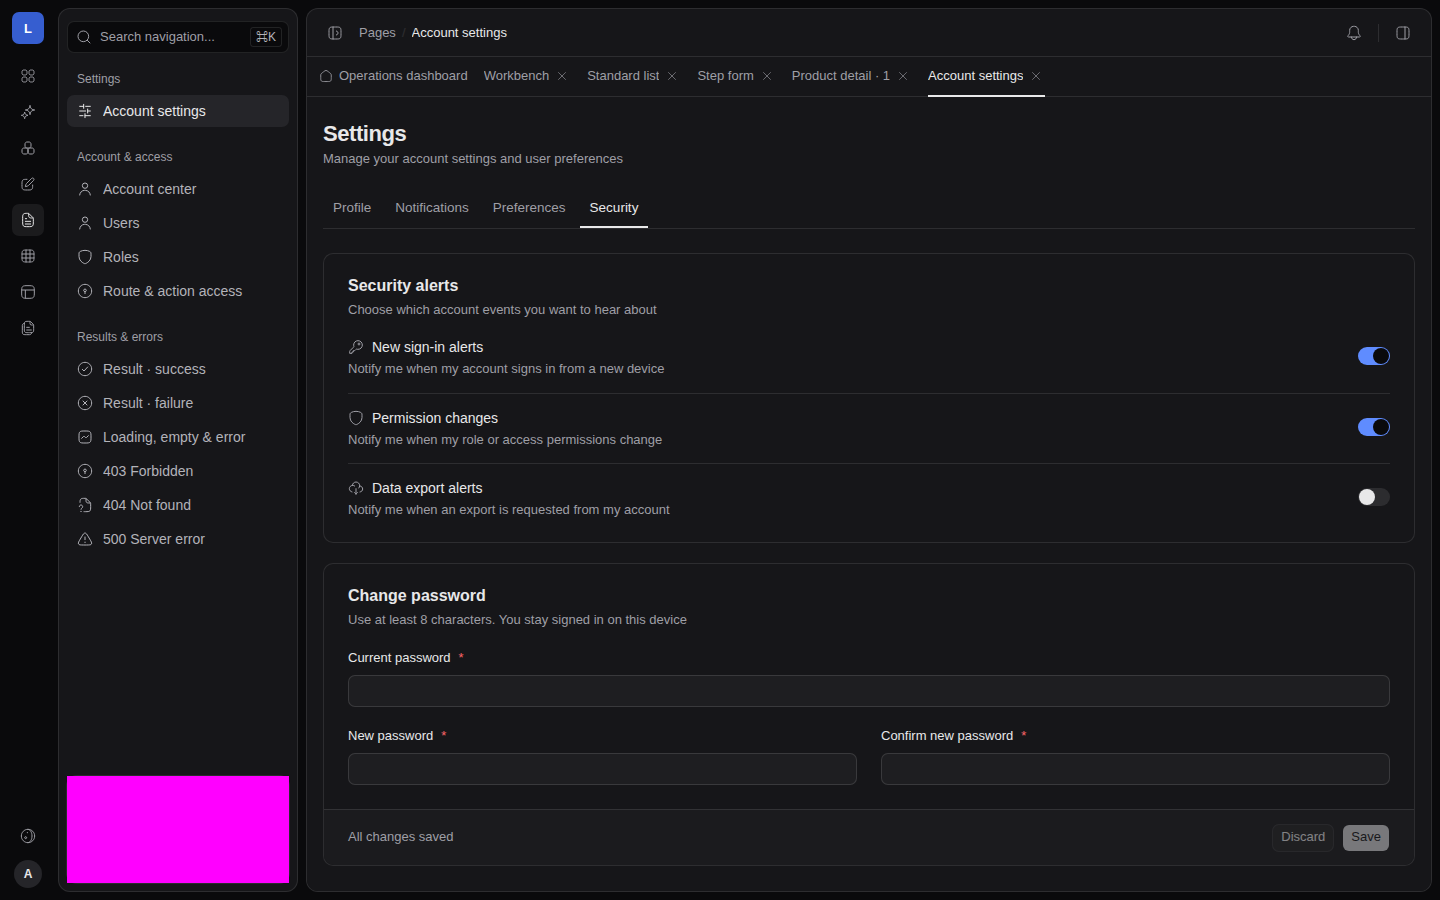 L
Search navigation...
⌘K
Settings
Account settings
Account & access
Account center
Users
Roles
Route & action access
Results & errors
Result · success
Result · failure
Loading, empty & error
403 Forbidden
404 Not found
500 Server error
A
Pages / Account settings
Operations dashboard Workbench Standard list Step form Product detail · 1 Account settings
Settings
Manage your account settings and user preferences
Profile Notifications Preferences Security
Security alerts
Choose which account events you want to hear about
New sign-in alerts
Notify me when my account signs in from a new device
Permission changes
Notify me when my role or access permissions change
Data export alerts
Notify me when an export is requested from my account
Change password
Use at least 8 characters. You stay signed in on this device
Current password *
New password * Confirm new password *
All changes saved Discard Save